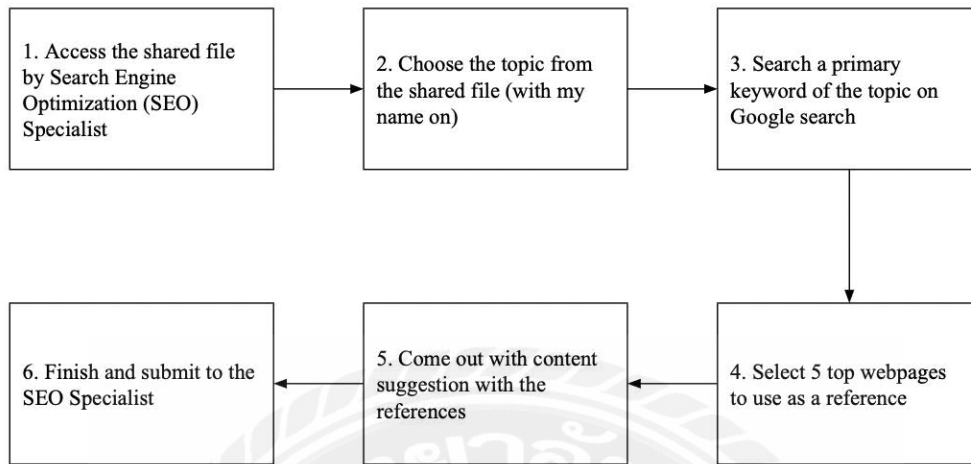 1. Access the shared file
by Search Engine
Optimization (SEO)
Specialist
2. Choose the topic from
the shared file (with my
name on)
3. Search a primary
keyword of the topic on
Google search
4. Select 5 top webpages
to use as a reference
5. Come out with content
suggestion with the
references
6. Finish and submit to the
SEO Specialist